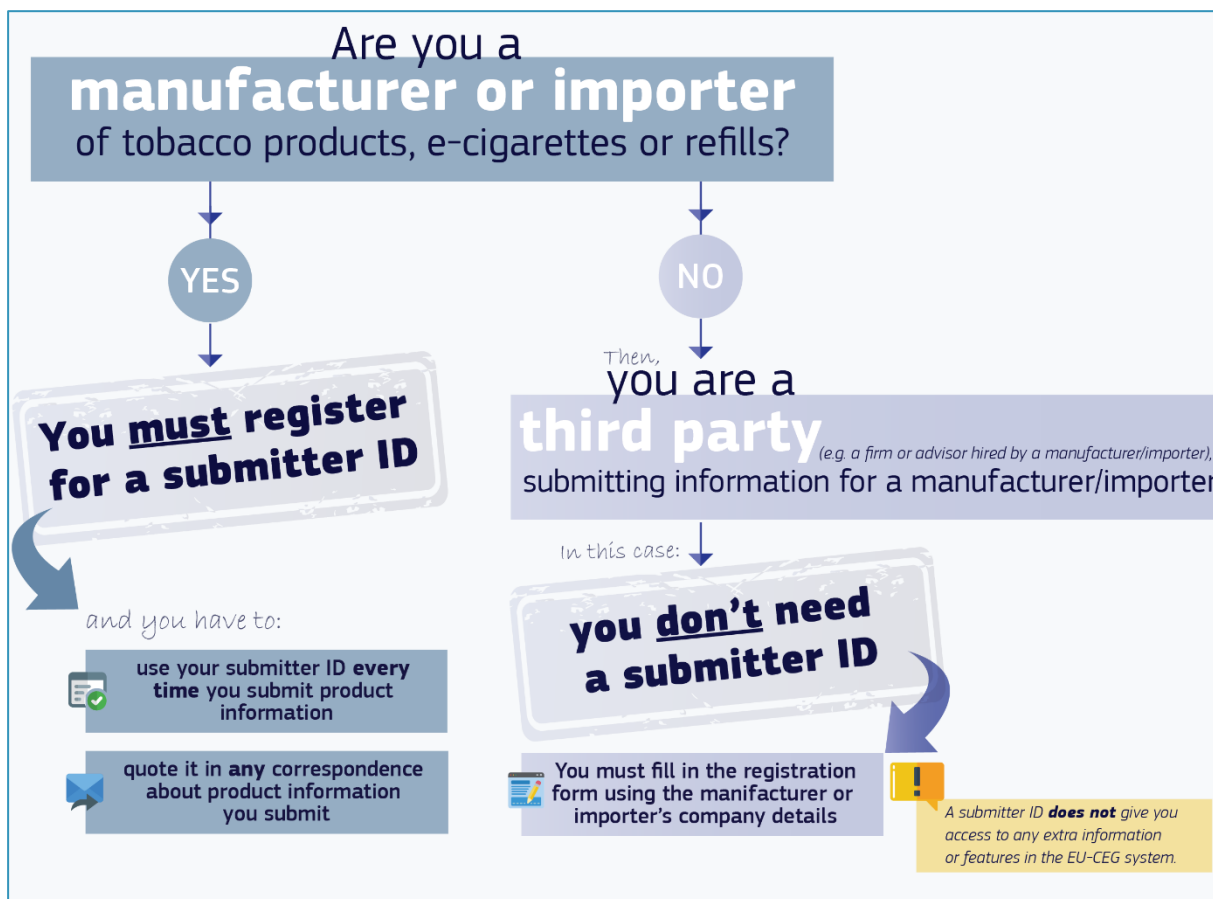 Are you a
manufacturer or importer
of tobacco products, e-cigarettes or refills?
YES
NO
You must register
for a submitter ID
and you have to:
use your submitter ID every
time you submit product
information
quote it in any correspondence
about product information
you submit
Then,
you are a
third party (e.g. a firm or advisor hired by a manufacturer/importer),
submitting information for a manufacturer/importer
In this case:
you don't need
a submitter ID
You must fill in the registration
form using the manifacturer or
importer's company details
!
A submitter ID does not give you
access to any extra information
or features in the EU-CEG system.